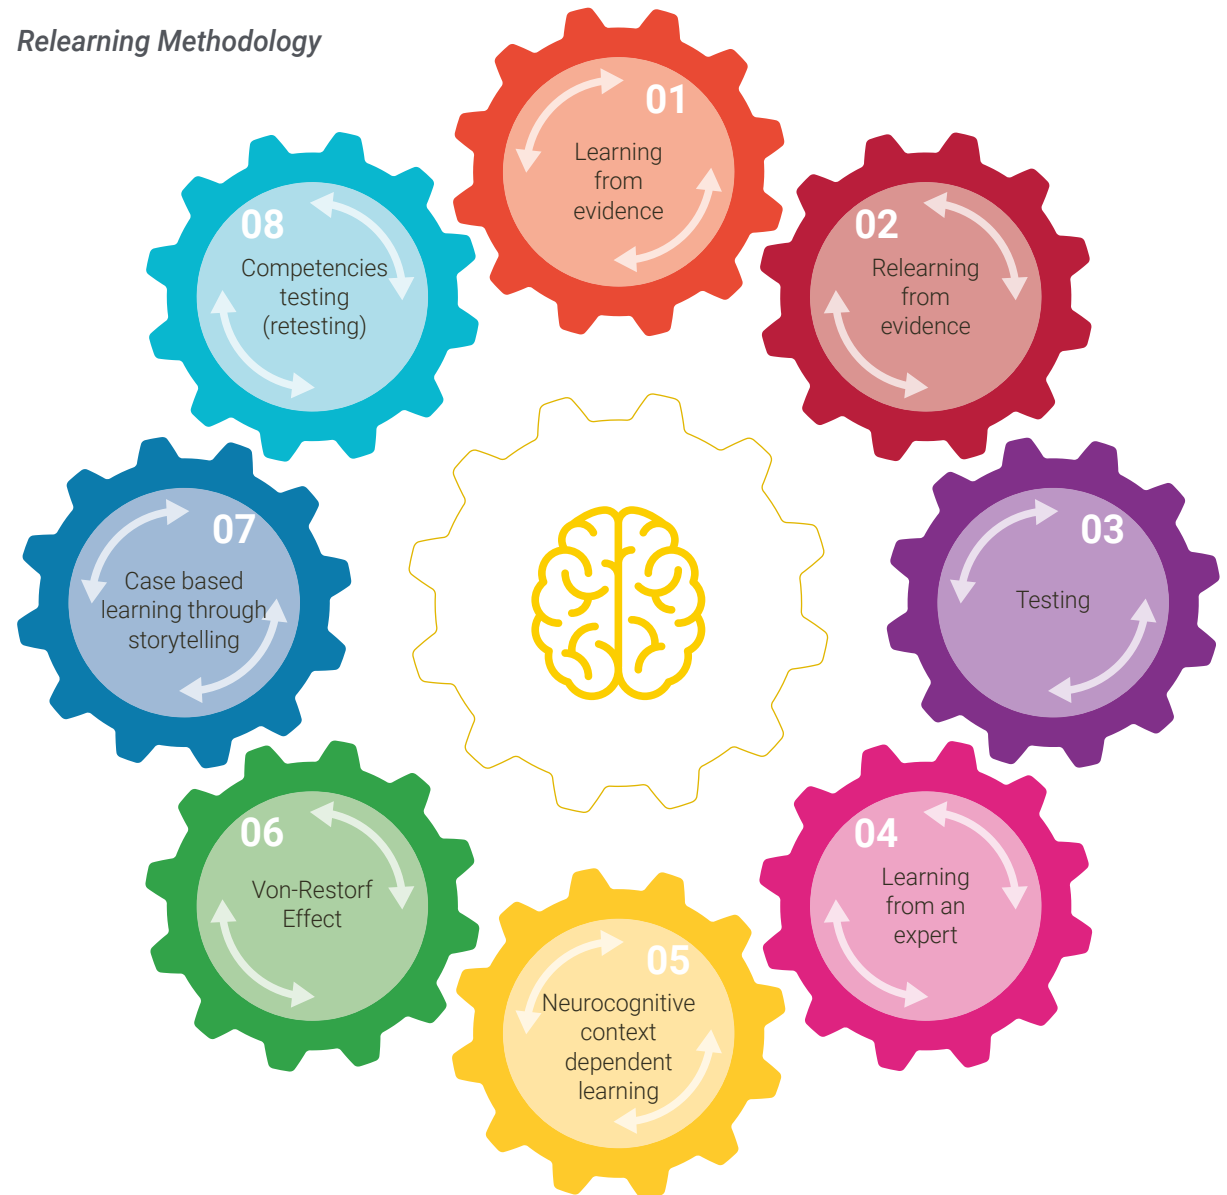 Relearning Methodology
01
Learning
from
evidence
02
Relearning
from
evidence
03
Testing
04
Learning
from an
expert
05
Neurocognitive
context
dependent
learning
06
Von-Restorf
Effect
07
Case based
learning through
storytelling
08
Competencies
testing
(retesting)